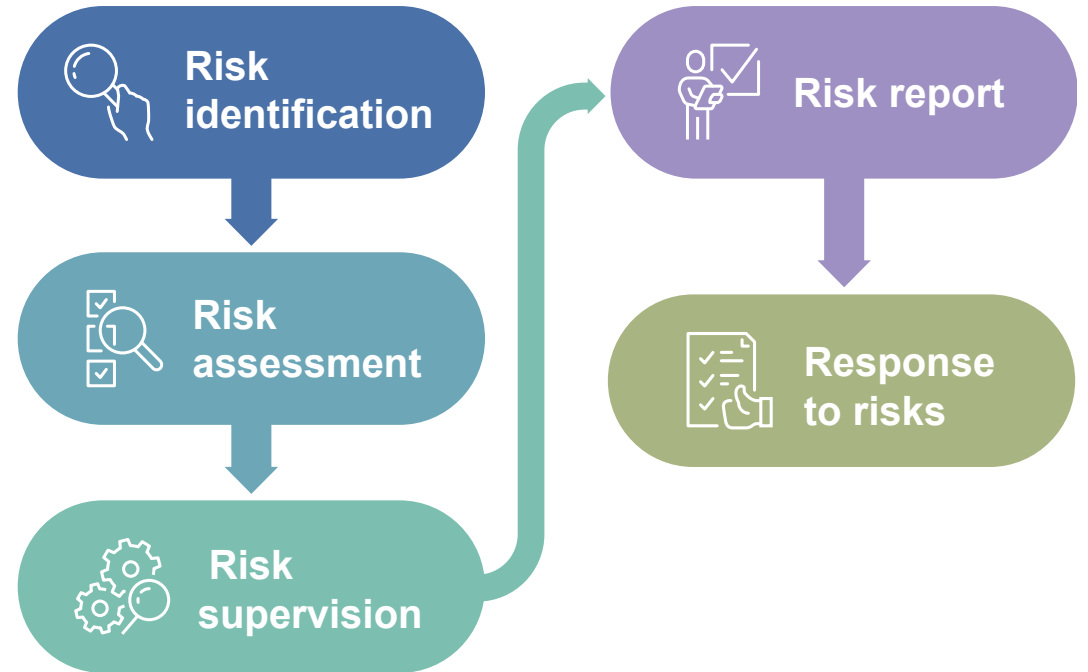 Risk
identification
Risk
assessment
Risk
supervision
Risk report
Response
to risks